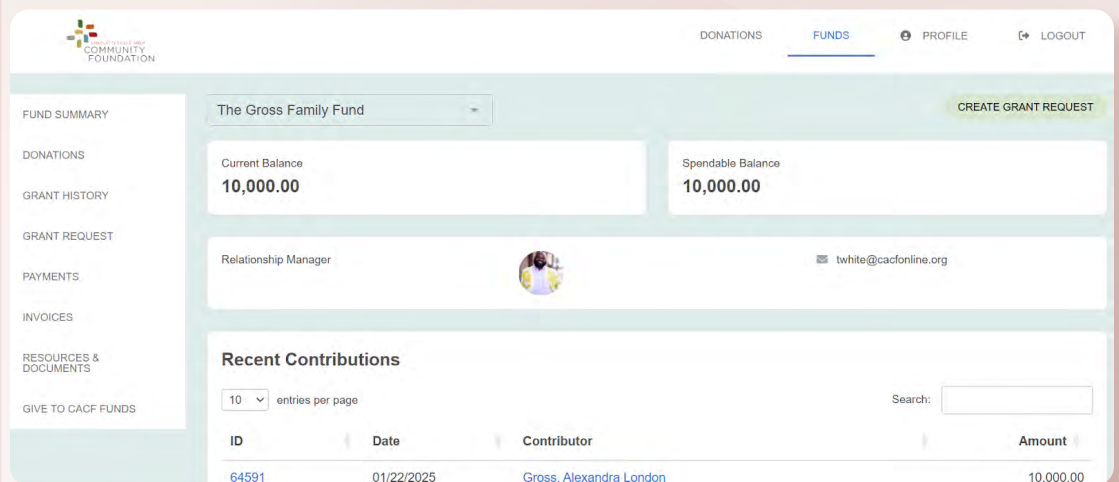 COMMUNITY
FOUNDATION
DONATIONS
FUNDS
PROFILE
LOGOUT
FUND SUMMARY
DONATIONS
GRANT HISTORY
GRANT REQUEST
PAYMENTS
INVOICES
RESOURCES &
DOCUMENTS
GIVE TO CACF FUNDS
The Gross Family Fund
CREATE GRANT REQUEST
Current Balance
10,000.00
Spendable Balance
10,000.00
Relationship Manager
twhite@cacfonline.org
Recent Contributions
10 entries per page
Search:
ID Date Contributor Amount
64591 01/22/2025 Gross, Alexandra London 10,000.00